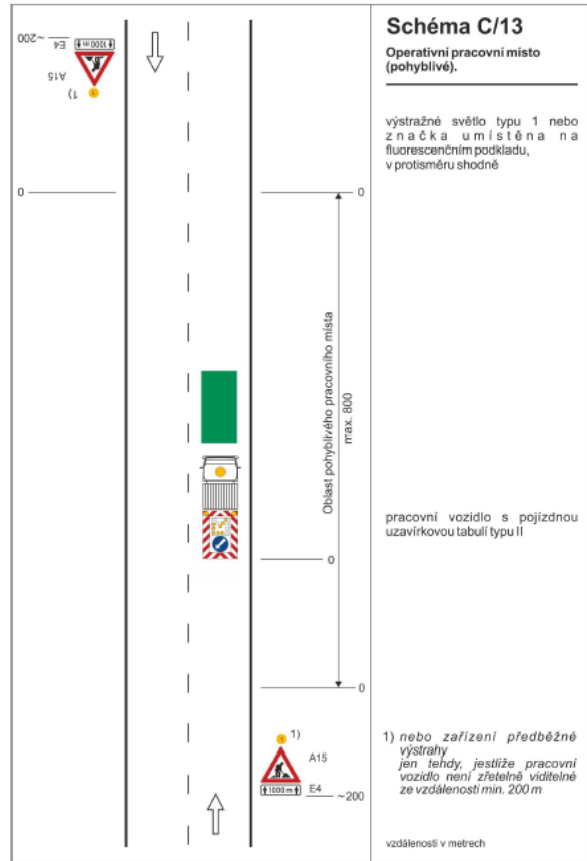 Schéma C/13
Operativní pracovní místo
(pohyblivé).
výstražné světlo typu 1 nebo
značka umístěna na
fluorescenčním podkladu,
v protisměru shodně
~200
E4
1000 m
A15
1)
1
0
0
Oblast pohyblivého pracovního místa
max. 800
pracovní vozidlo s pojízdnou
uzavírkovou tabulí typu II
0
0
1)
1
A15
1000 m
E4
~200
1) nebo zařízení předběžné
výstrahy
jen tehdy, jestliže pracovní
vozidlo není zřetelně viditelné
ze vzdálenosti min. 200 m
vzdálenosti v metrech